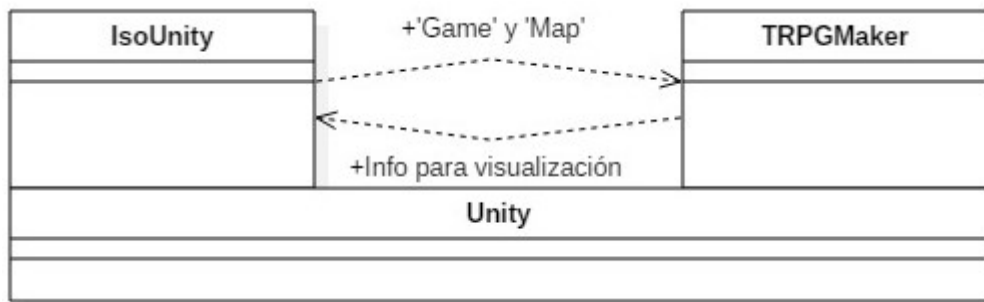 IsoUnity
+'Game' y 'Map'
TRPGMaker
+Info para visualización
Unity